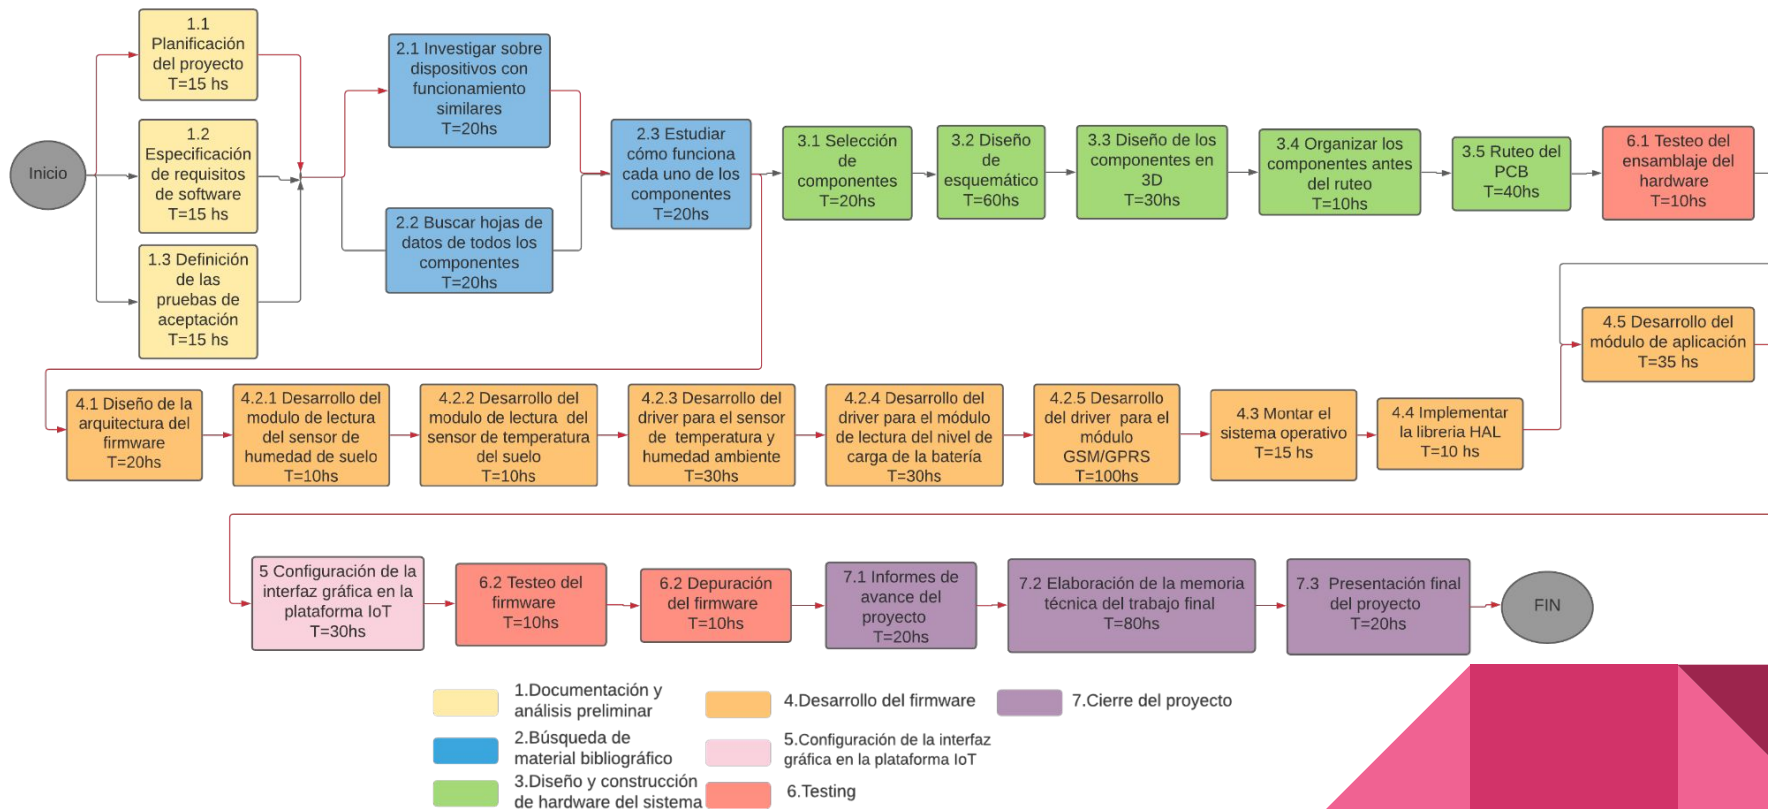 Inicio
1.1
Planificación
del proyecto
T=15 hs
1.2
Especificación
de requisitos
de software
T=15 hs
1.3 Definición
de las
pruebas de
aceptación
T=15 hs
2.1 Investigar sobre
dispositivos con
funcionamiento
similares
T=20hs
2.2 Buscar hojas de
datos de todos los
componentes
T=20hs
2.3 Estudiar
cómo funciona
cada uno de los
componentes
T=20hs
3.1 Selección
de
componentes
T=20hs
3.2 Diseño
de
esquemático
T=60hs
3.3 Diseño de los
componentes en
3D
T=30hs
3.4 Organizar los
componentes antes
del ruteo
T=10hs
3.5 Ruteo del
PCB
T=40hs
6.1 Testeo del
ensamblaje del
hardware
T=10hs
4.5 Desarrollo del
módulo de aplicación
T=35 hs
4.1 Diseño de la
arquitectura del
firmware
T=20hs
4.2.1 Desarrollo del
modulo de lectura
del sensor de
humedad de suelo
T=10hs
4.2.2 Desarrollo del
modulo de lectura del
sensor de temperatura
del suelo
T=10hs
4.2.3 Desarrollo del
driver para el sensor
de temperatura y
humedad ambiente
T=30hs
4.2.4 Desarrollo del
driver para el módulo
de lectura del nivel de
carga de la batería
T=30hs
4.2.5 Desarrollo
del driver para el
módulo
GSM/GPRS
T=100hs
4.3 Montar el
sistema operativo
T=15 hs
4.4 Implementar
la libreria HAL
T=10 hs
5 Configuración de la
interfaz gráfica en la
plataforma IoT
T=30hs
6.2 Testeo del
firmware
T=10hs
6.2 Depuración
del firmware
T=10hs
7.1 Informes de
avance del
proyecto
T=20hs
7.2 Elaboración de la memoria
técnica del trabajo final
T=80hs
7.3 Presentación final
del proyecto
T=20hs
FIN
1.Documentación y
análisis preliminar
2.Búsqueda de
material bibliográfico
3.Diseño y construcción
de hardware del sistema
4.Desarrollo del firmware
5.Configuración de la interfaz
gráfica en la plataforma IoT
6.Testing
7.Cierre del proyecto